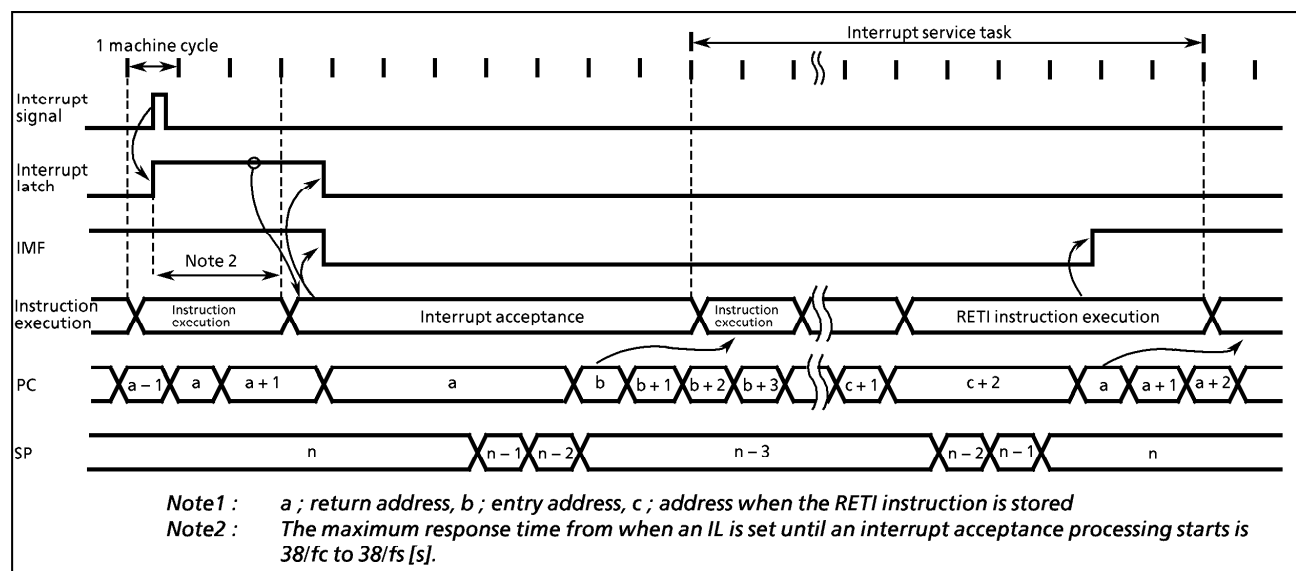 1 machine cycle
Interrupt service task
Interrupt
signal
Interrupt
latch
IMF
Note 2
Instruction
execution
Instruction
execution
Interrupt acceptance
Instruction
execution
RETI instruction execution
PC
a – 1
a
a + 1
a
b
b + 1
b + 2
b + 3
c + 1
c + 2
a
a + 1
a + 2
SP
n
n – 1
n – 2
n – 3
n – 2
n – 1
n
Note1 : a ; return address, b ; entry address, c ; address when the RETI instruction is stored
Note2 : The maximum response time from when an IL is set until an interrupt acceptance processing starts is
38/fc to 38/fs [s].